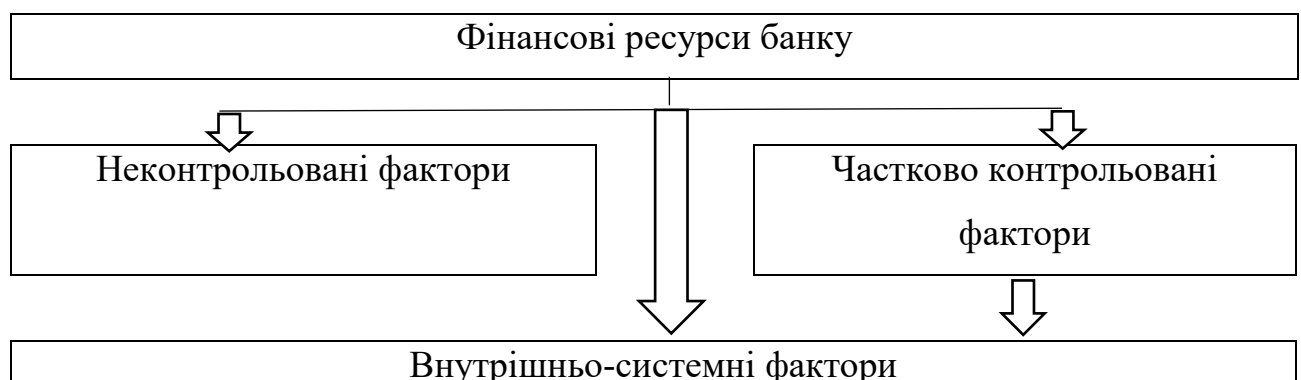 Фінансові ресурси банку
Неконтрольовані фактори
Частково контрольовані
фактори
Внутрішньо-системні фактори